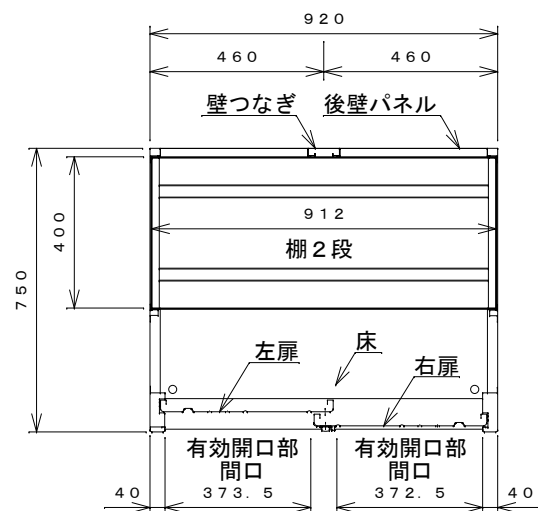 920
460 460
壁つなぎ 後壁パネル
912
400
棚2段
750
床
左扉
右扉
有効開口部 有効開口部
間口 間口
40 373.5 372.5 40